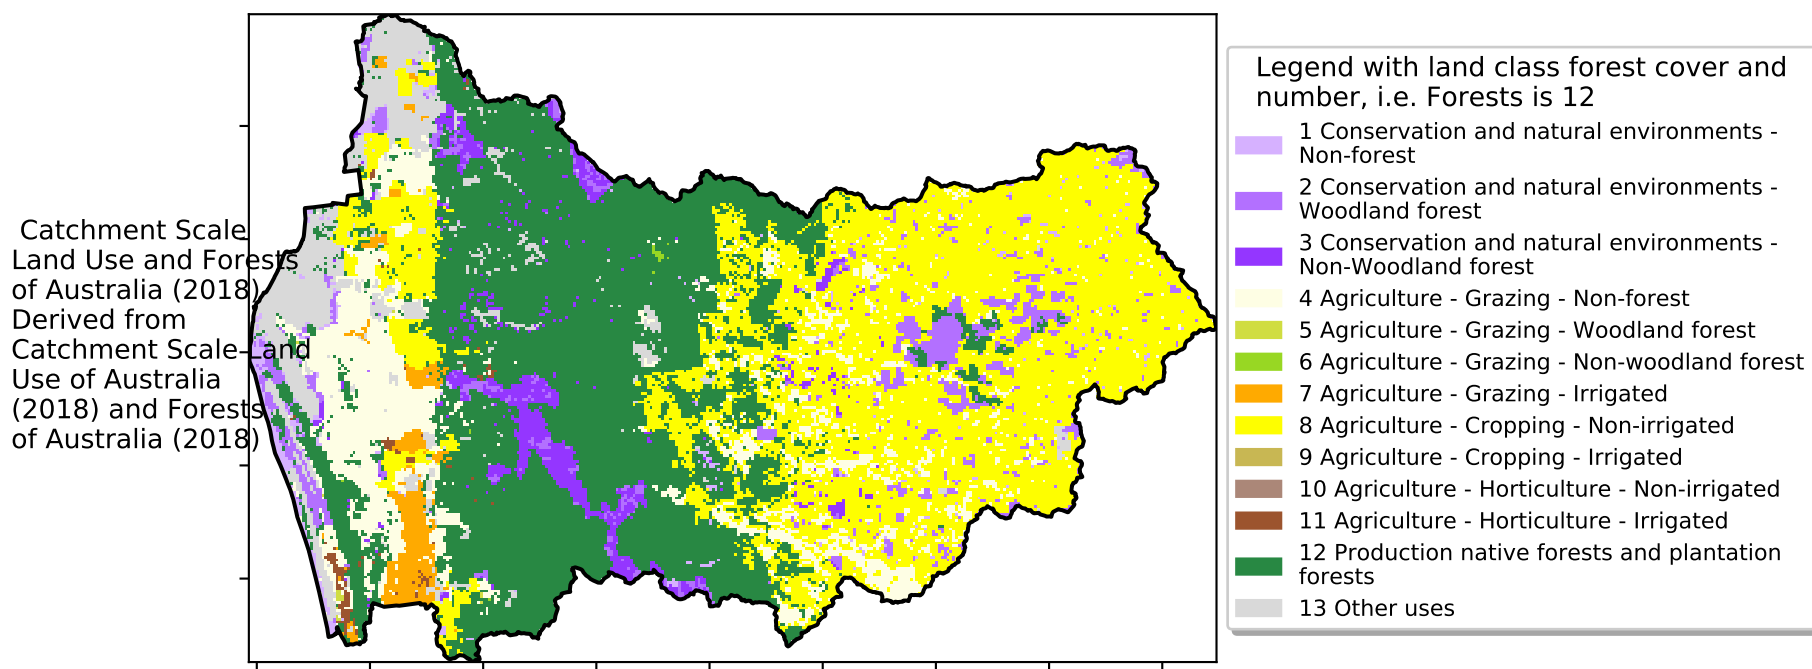 Catchment Scale
Land Use and Forests
of Australia (2018)
Derived from
Catchment Scale Land
Use of Australia
(2018) and Forests
of Australia (2018)
Legend with land class forest cover and
number, i.e. Forests is 12
1 Conservation and natural environments -
Non-forest
2 Conservation and natural environments -
Woodland forest
3 Conservation and natural environments -
Non-Woodland forest
4 Agriculture - Grazing - Non-forest
5 Agriculture - Grazing - Woodland forest
6 Agriculture - Grazing - Non-woodland forest
7 Agriculture - Grazing - Irrigated
8 Agriculture - Cropping - Non-irrigated
9 Agriculture - Cropping - Irrigated
10 Agriculture - Horticulture - Non-irrigated
11 Agriculture - Horticulture - Irrigated
12 Production native forests and plantation
forests
13 Other uses